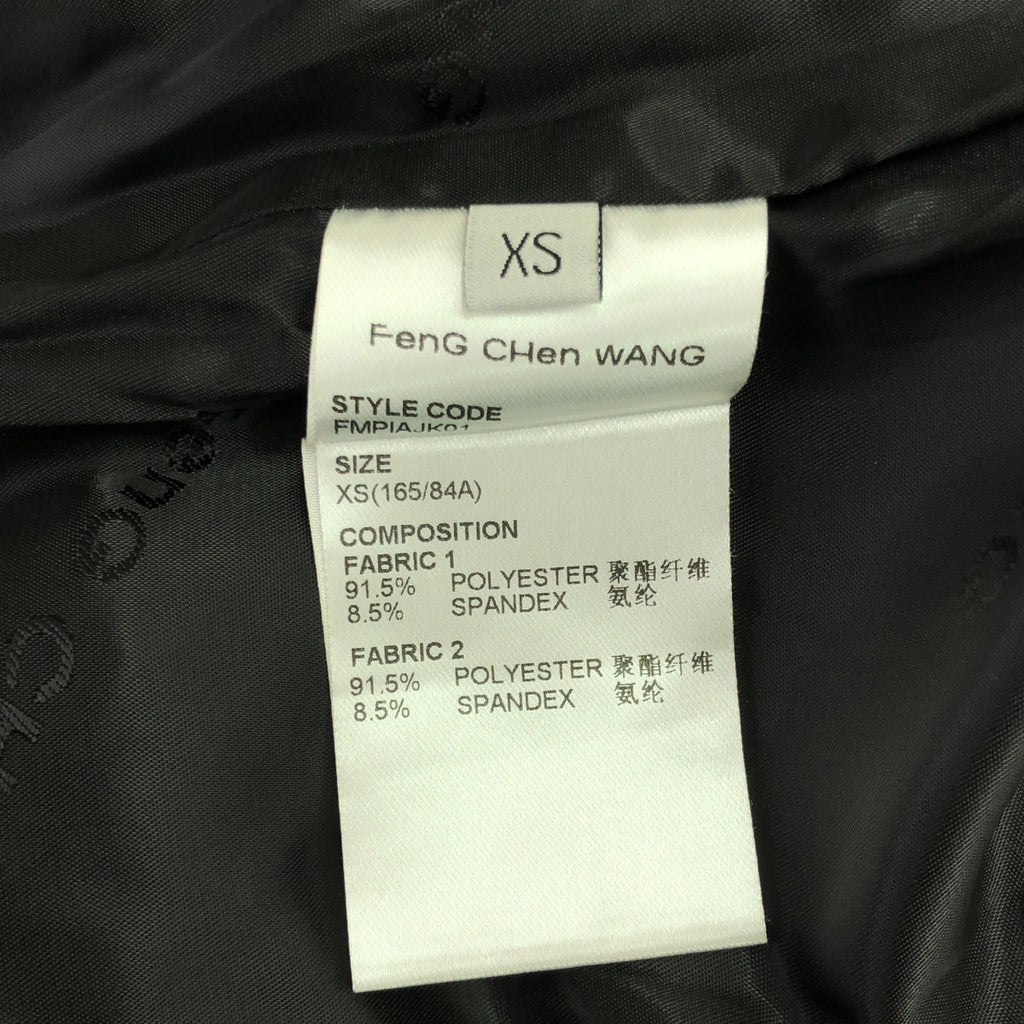 XS
FenG CHen WANG
STYLE CODE
FMPIAJK01
SIZE
XS(165/84A)
COMPOSITION
FABRIC 1
91.5% POLYESTER 聚酯纤维
8.5% SPANDEX 氨纶
FABRIC 2
91.5% POLYESTER 聚酯纤维
8.5% SPANDEX 氨纶